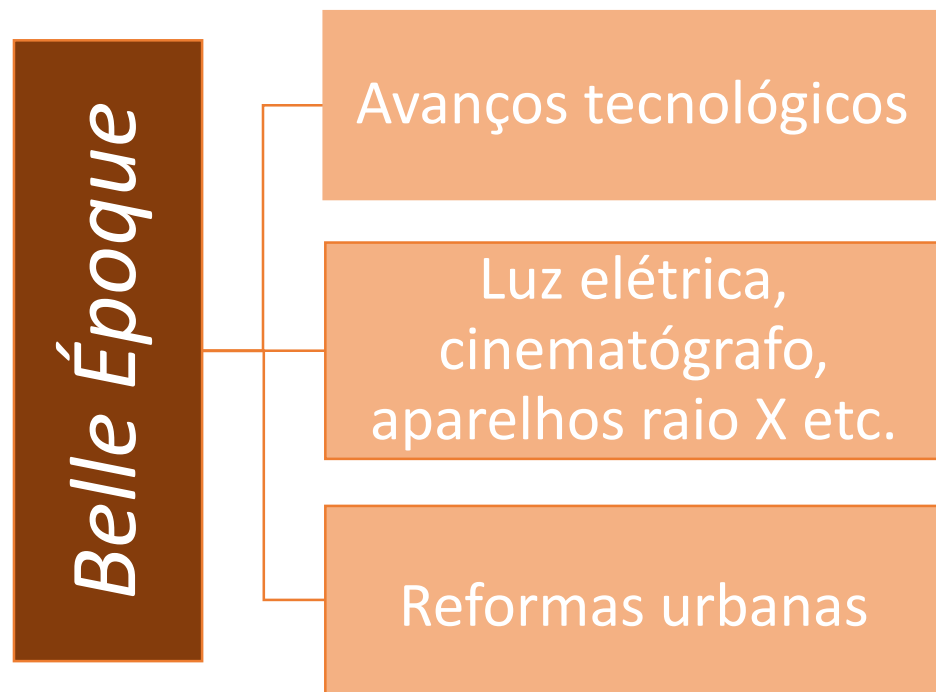 Belle Époque
Avanços tecnológicos
Luz elétrica,
cinematógrafo,
aparelhos raio X etc.
Reformas urbanas